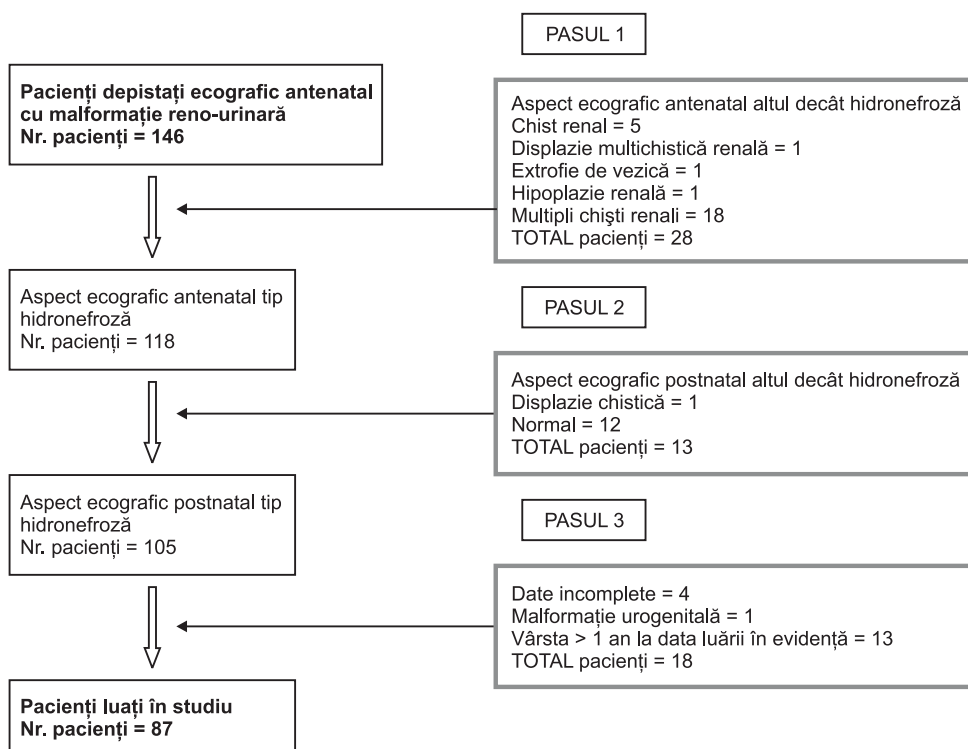 PASUL 1
Pacienți depistați ecografic antenatal
cu malformație reno-urinară
Nr. pacienți = 146
Aspect ecografic antenatal altul decât hidronefroză
Chist renal = 5
Displazie multichistică renală = 1
Extrofie de vezică = 1
Hipoplazie renală = 1
Multipli chişti renali = 18
TOTAL pacienți = 28
Aspect ecografic antenatal tip
hidronefroză
Nr. pacienți = 118
PASUL 2
Aspect ecografic postnatal altul decât hidronefroză
Displazie chistică = 1
Normal = 12
TOTAL pacienți = 13
Aspect ecografic postnatal tip
hidronefroză
Nr. pacienți = 105
PASUL 3
Date incomplete = 4
Malformație urogenitală = 1
Vârsta > 1 an la data luării în evidență = 13
TOTAL pacienți = 18
Pacienți luați în studiu
Nr. pacienți = 87